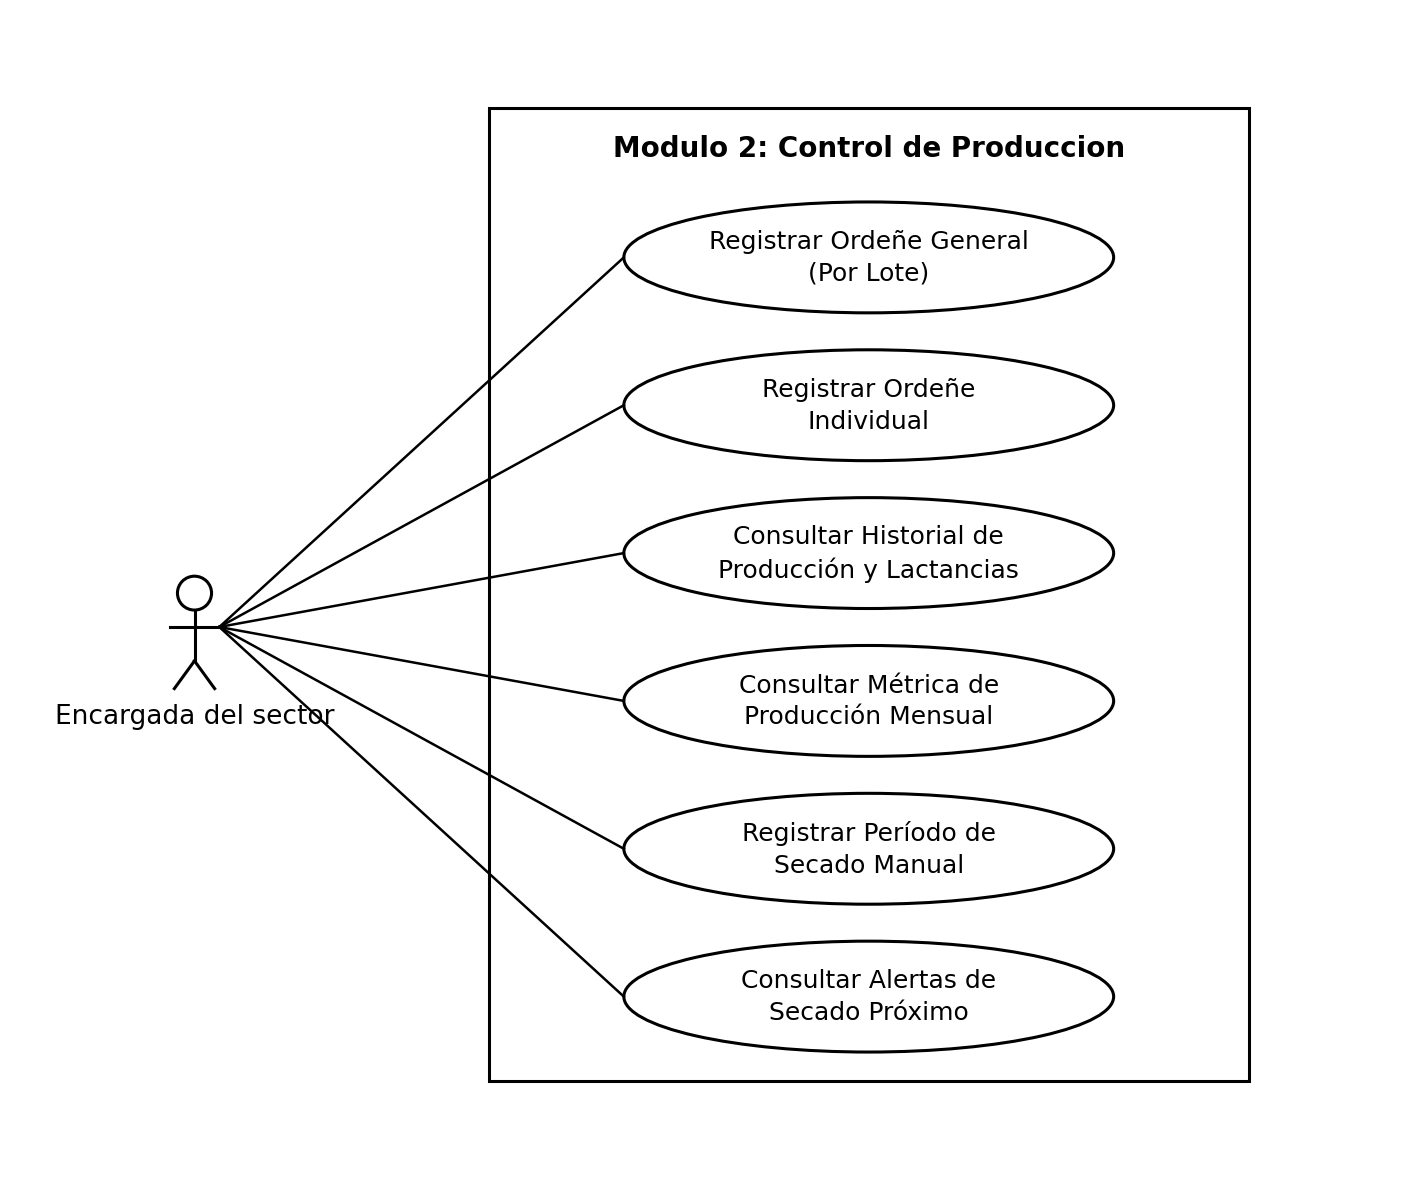 Modulo 2: Control de Produccion
Registrar Ordeñe General
(Por Lote)
Registrar Ordeñe
Individual
Consultar Historial de
Producción y Lactancias
Encargada del sector
Consultar Métrica de
Producción Mensual
Registrar Período de
Secado Manual
Consultar Alertas de
Secado Próximo